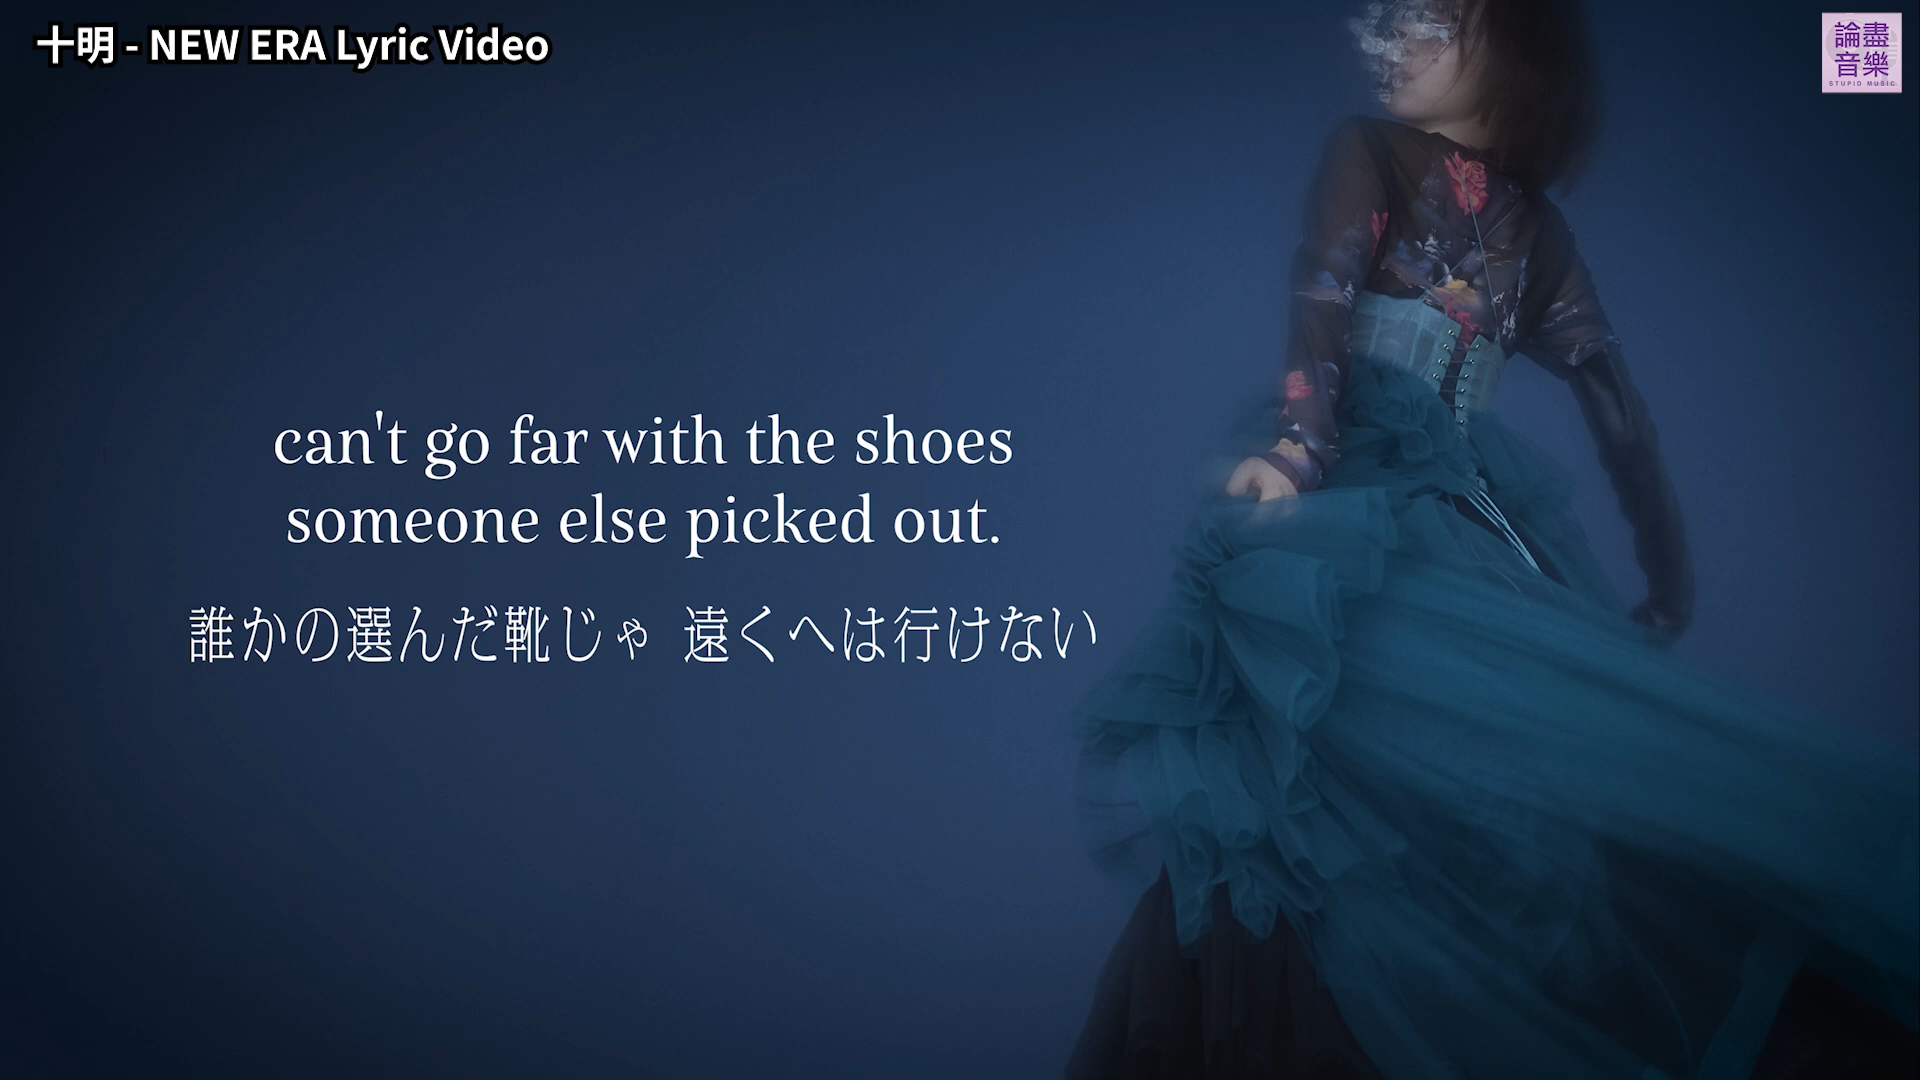 十明 - NEW ERA Lyric Video
論盡
音樂
STUPID MUSIC
can't go far with the shoes
someone else picked out.
誰かの選んだ靴じゃ 遠くへは行けない